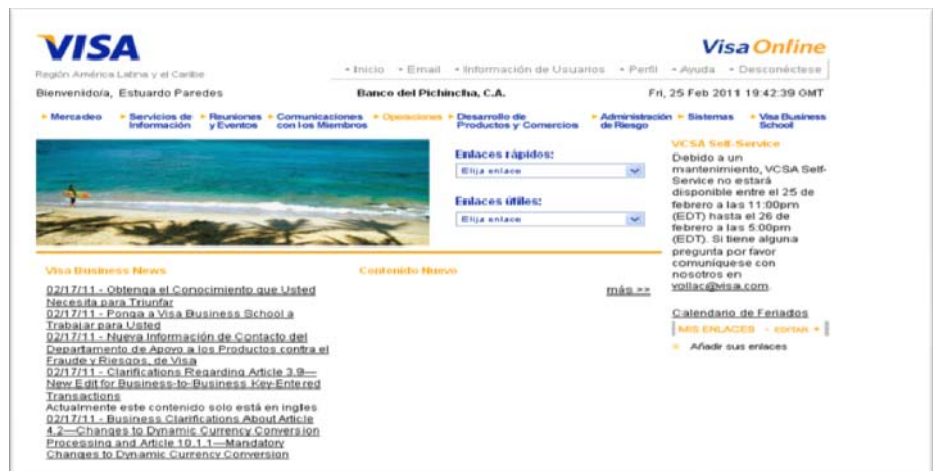 VISA
Visa Online
Región América Latina y el Caribe
Inicio Email Información de Usuarios Perfil Ayuda Desconéctese
Bienvenido/a, Estuardo Paredes Banco del Pichincha, C.A. Fri, 25 Feb 2011 19:42:39 GMT
Mercadeo Servicios de Información Reuniones y Eventos Comunicaciones con los Miembros Operaciones Desarrollo de Productos y Comercios Administración de Riesgo Sistemas Visa Business School
Enlaces rápidos:
Elija enlace
Enlaces útiles:
Elija enlace
VCSA Self-Service
Debido a un
mantenimiento, VCSA Self-
Service no estará
disponible entre el 25 de
febrero a las 11:00pm
(EDT) hasta el 26 de
febrero a las 5:00pm
(EDT). Si tiene alguna
pregunta por favor
comuníquese con
nosotros en
vollac@visa.com.
Calendario de Feriados
MIS ENLACES - EDITAR +
Añadir sus enlaces
Visa Business News
02/17/11 - Obtenga el Conocimiento que Usted
Necesita para Triunfar
02/17/11 - Ponga a Visa Business School a
Trabajar para Usted
02/17/11 - Nueva Información de Contacto del
Departamento de Apoyo a los Productos contra el
Fraude y Riesgos, de Visa
02/17/11 - Clarifications Regarding Article 3.9—
New Edit for Business-to-Business Key-Entered
Transactions
Actualmente este contenido solo está en ingles
02/17/11 - Business Clarifications About Article
4.2—Changes to Dynamic Currency Conversion
Processing and Article 10.1.1—Mandatory
Changes to Dynamic Currency Conversion
Contenido Nuevo
más >>